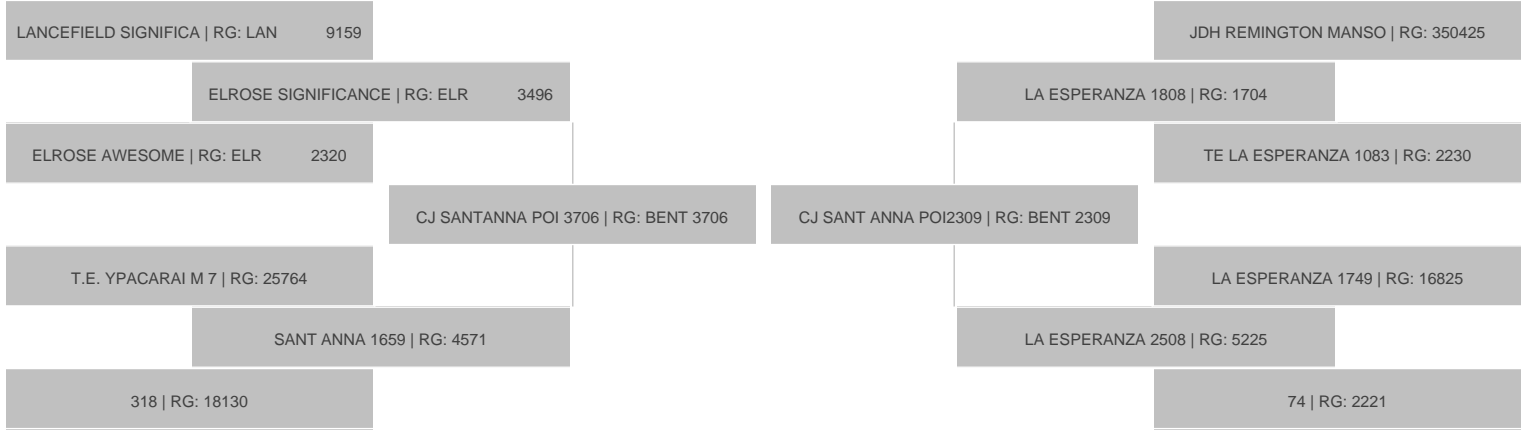 LANCEFIELD SIGNIFICA | RG: LAN 9159
JDH REMINGTON MANSO | RG: 350425
ELROSE SIGNIFICANCE | RG: ELR 3496
LA ESPERANZA 1808 | RG: 1704
ELROSE AWESOME | RG: ELR 2320
TE LA ESPERANZA 1083 | RG: 2230
CJ SANTANNA POI 3706 | RG: BENT 3706
CJ SANT ANNA POI2309 | RG: BENT 2309
T.E. YPACARAI M 7 | RG: 25764
LA ESPERANZA 1749 | RG: 16825
SANT ANNA 1659 | RG: 4571
LA ESPERANZA 2508 | RG: 5225
318 | RG: 18130
74 | RG: 2221